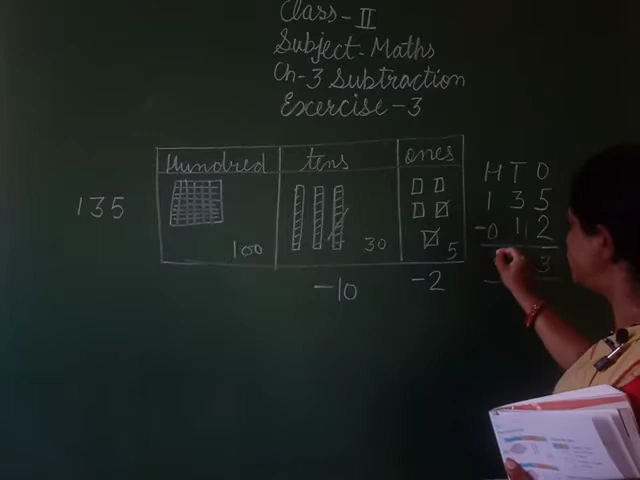 Class-II
Subject-Maths
Ch-3 Subtraction
Exercise-3
Hundred tens ones
135
100 30 5
-10 -2
H T O
1 3 5
-0 1 2
3